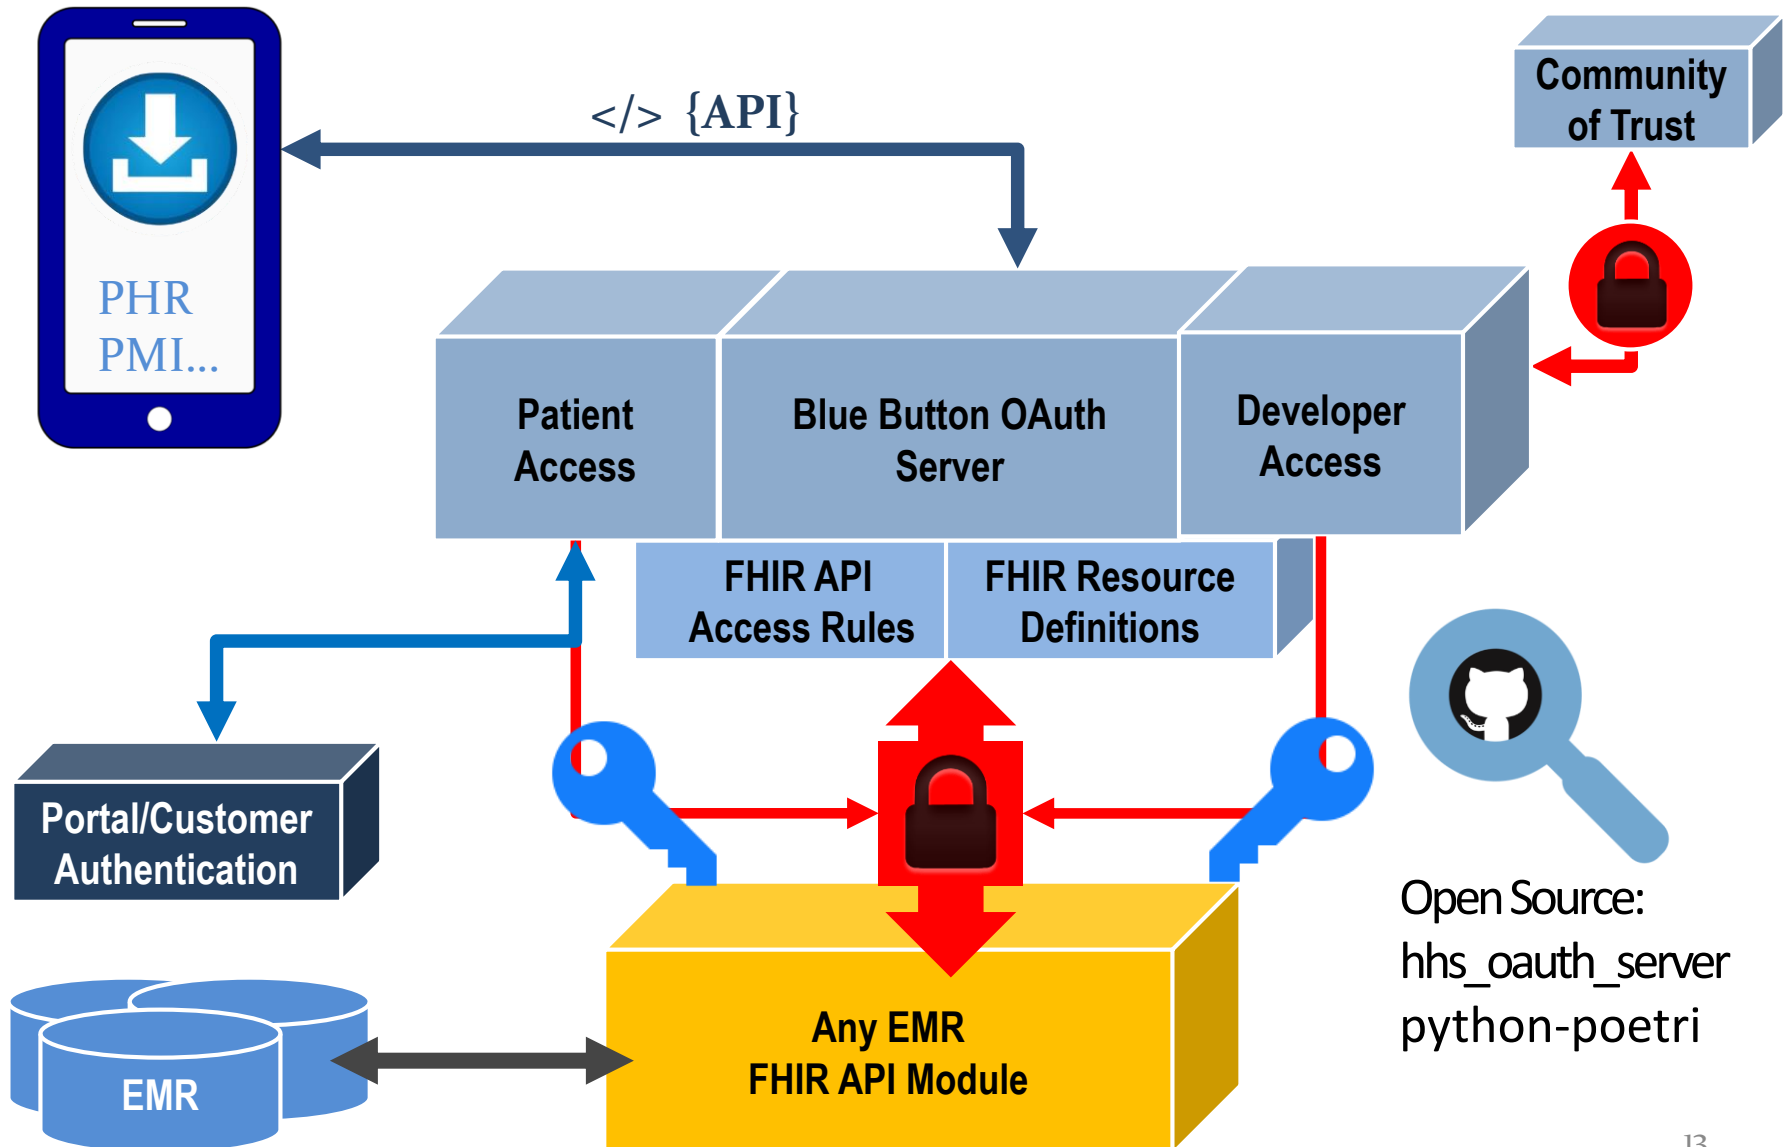 </> {API}
Community
of Trust
PHR
PMI...
Patient
Access
Blue Button OAuth
Server
Developer
Access
FHIR API
Access Rules
FHIR Resource
Definitions
Portal/Customer
Authentication
Open Source:
hhs_oauth_server
python-poetri
EMR
Any EMR
FHIR API Module
13